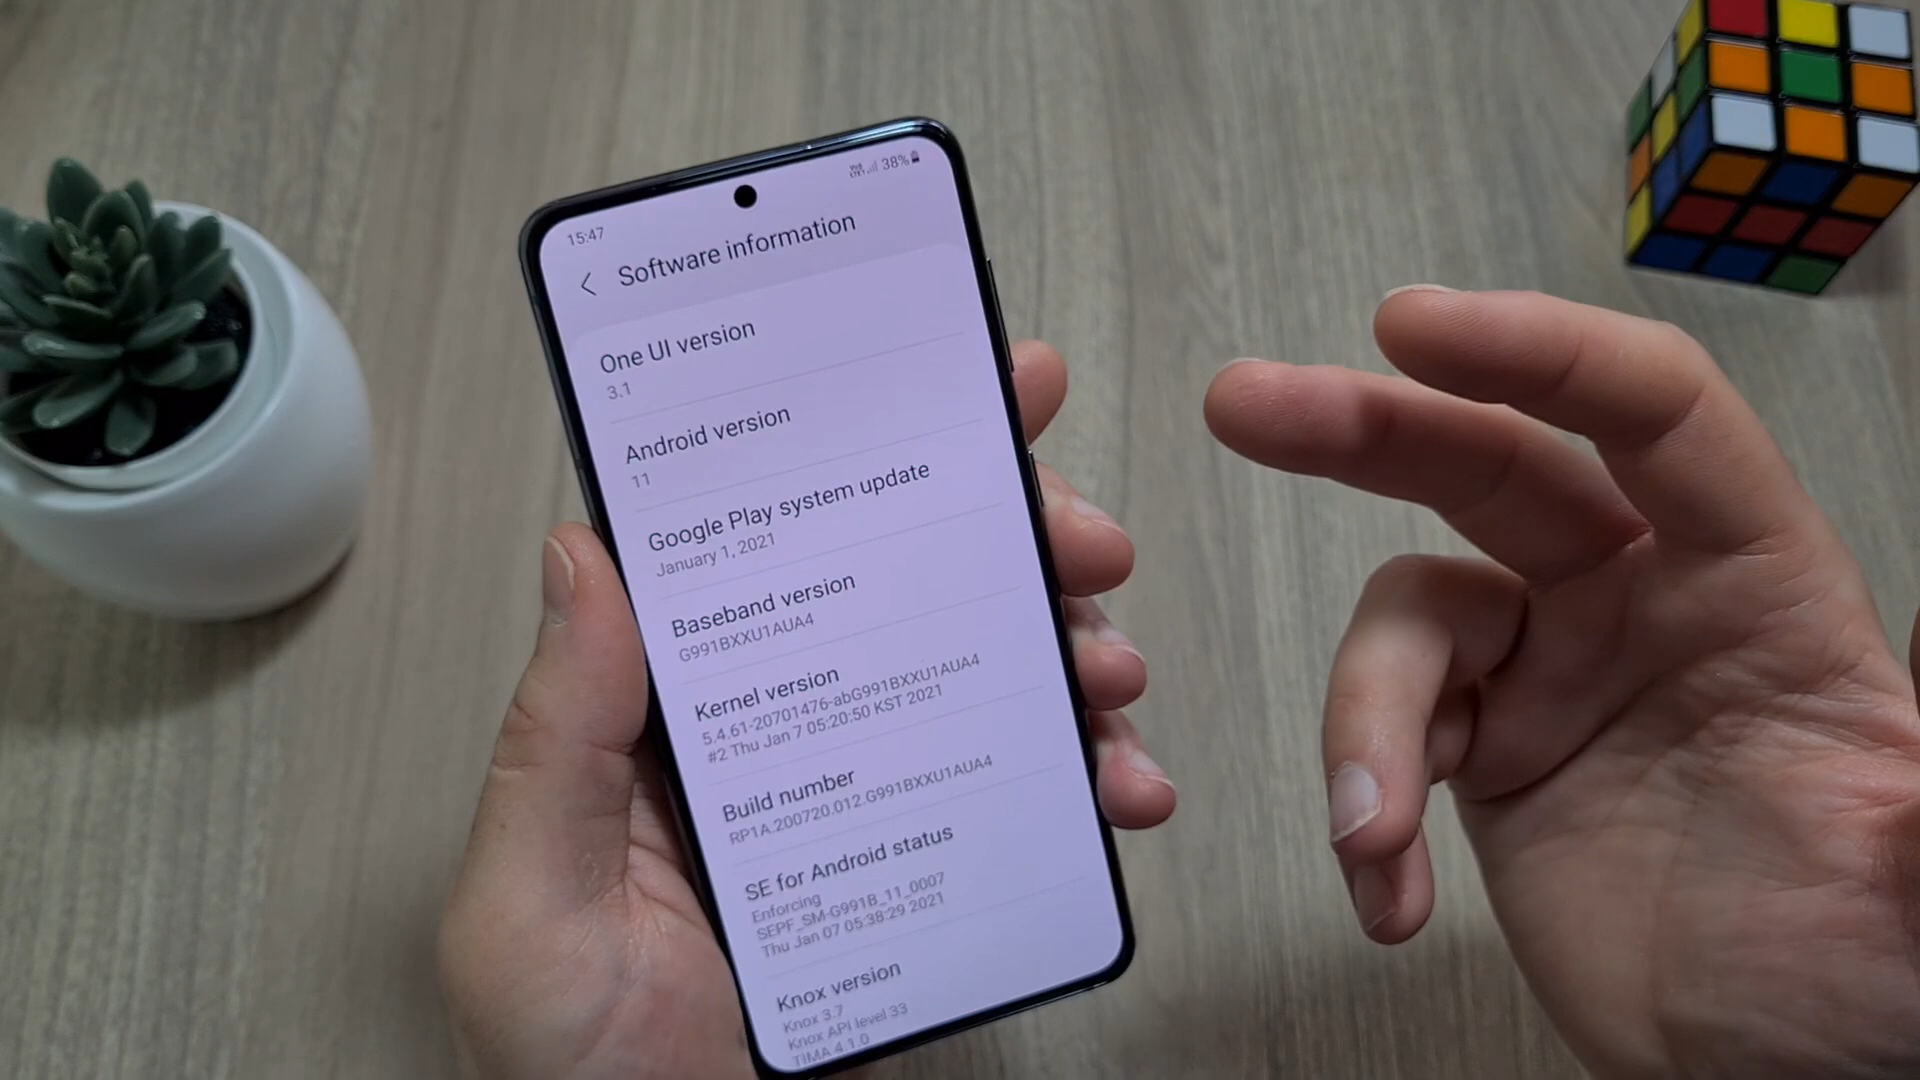 15:47
38%
Software information
One UI version
3.1
Android version
11
Google Play system update
January 1, 2021
Baseband version
G991BXXU1AUA4
Kernel version
5.4.61-20701476-abG991BXXU1AUA4
#2 Thu Jan 7 05:20:50 KST 2021
Build number
RP1A.200720.012.G991BXXU1AUA4
SE for Android status
Enforcing
SEPF_SM-G991B_11_0007
Thu Jan 07 05:38:29 2021
Knox version
Knox 3.7
Knox API level 33
TIMA 4.1.0